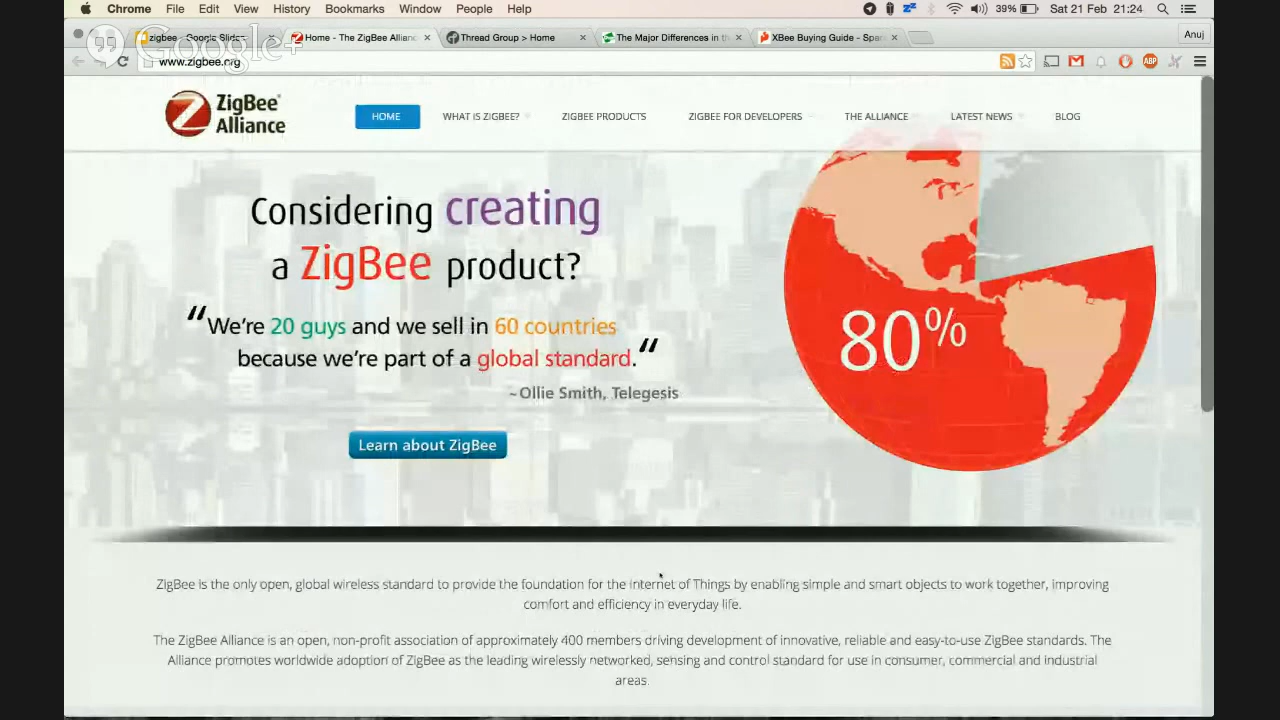 Chrome File Edit View History Bookmarks Window People Help 39% Sat 21 Feb 21:24
zigbee - Google Slides Home - The ZigBee Alliance Thread Group > Home The Major Differences in th XBee Buying Guide - Spar Anuj
Google+
www.zigbee.org
ZigBee
Alliance
HOME WHAT IS ZIGBEE? ZIGBEE PRODUCTS ZIGBEE FOR DEVELOPERS THE ALLIANCE LATEST NEWS BLOG
Considering creating
a ZigBee product?
“We're 20 guys and we sell in 60 countries
because we're part of a global standard.“
~Ollie Smith, Telegesis
Learn about ZigBee
80%
ZigBee is the only open, global wireless standard to provide the foundation for the Internet of Things by enabling simple and smart objects to work together, improving
comfort and efficiency in everyday life.
The ZigBee Alliance is an open, non-profit association of approximately 400 members driving development of innovative, reliable and easy-to-use ZigBee standards. The
Alliance promotes worldwide adoption of ZigBee as the leading wirelessly networked, sensing and control standard for use in consumer, commercial and industrial
areas.